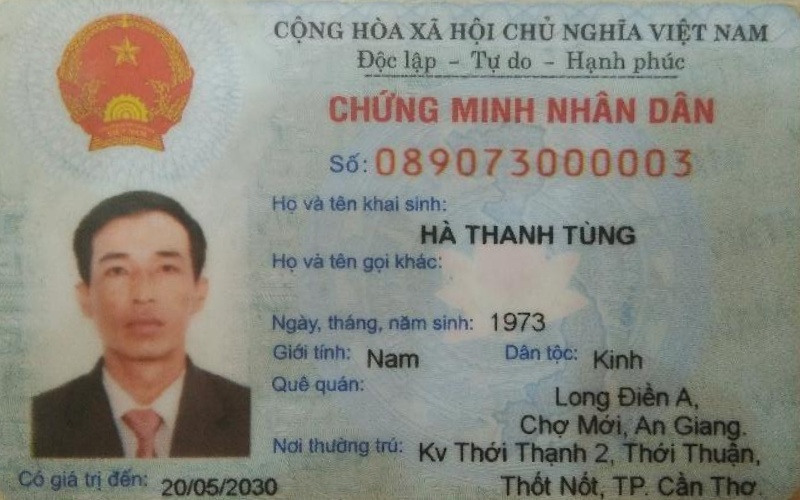 CỘNG HÒA XÃ HỘI CHỦ NGHĨA VIỆT NAM
Độc lập - Tự do - Hạnh phúc
CHỨNG MINH NHÂN DÂN
Số: 089073000003
Họ và tên khai sinh:
HÀ THANH TÙNG
Họ và tên gọi khác:
Ngày, tháng, năm sinh: 1973
Giới tính: Nam Dân tộc: Kinh
Quê quán:
Long Điền A,
Chợ Mới, An Giang.
Nơi thường trú: Kv Thới Thạnh 2, Thới Thuận,
Thốt Nốt, TP. Cần Thơ
Có giá trị đến: 20/05/2030